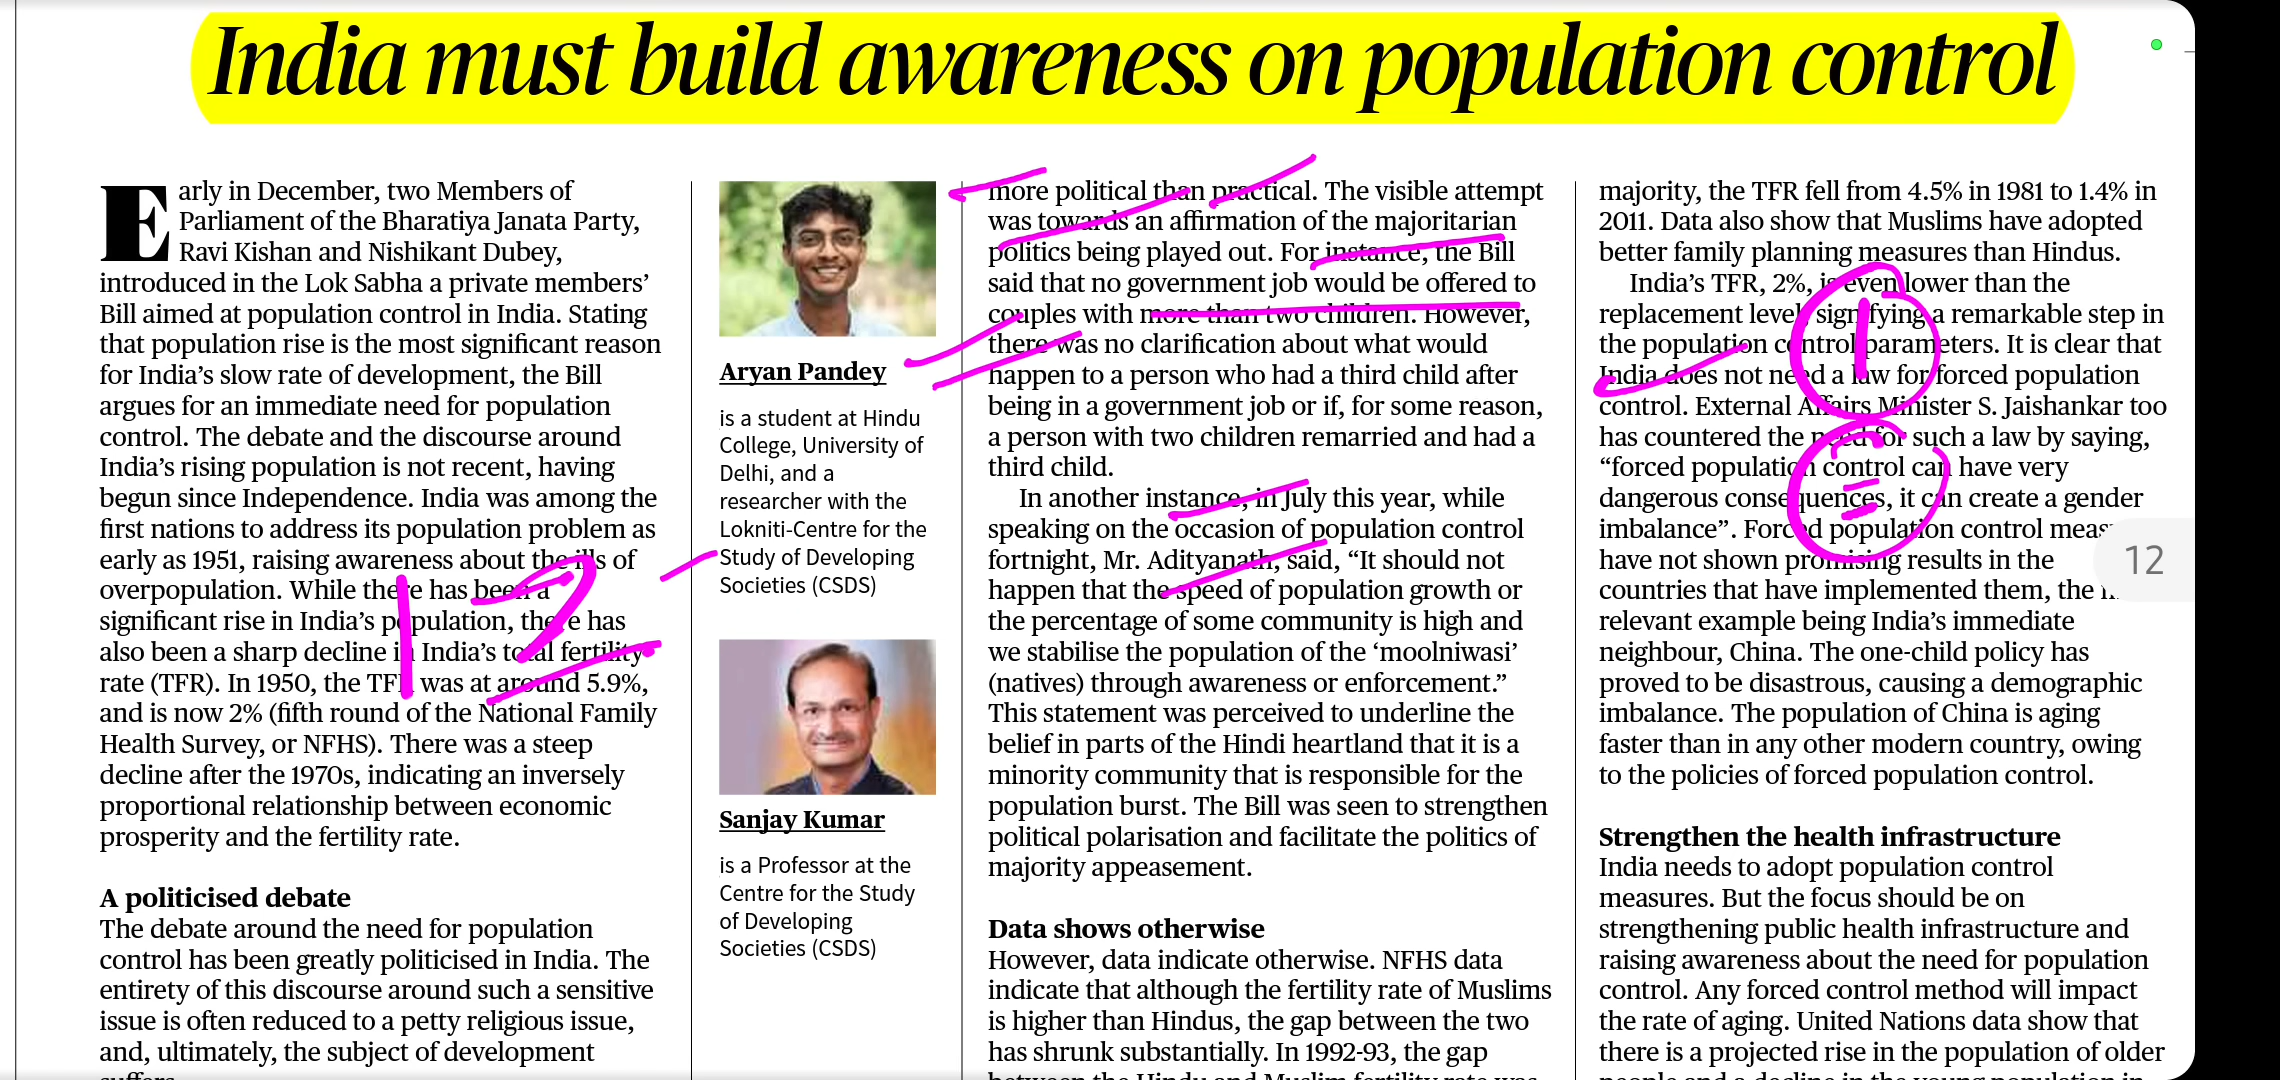 India must build awareness on population control
Early in December, two Members of
Parliament of the Bharatiya Janata Party,
Ravi Kishan and Nishikant Dubey,
introduced in the Lok Sabha a private members’
Bill aimed at population control in India. Stating
that population rise is the most significant reason
for India’s slow rate of development, the Bill
argues for an immediate need for population
control. The debate and the discourse around
India’s rising population is not recent, having
begun since Independence. India was among the
first nations to address its population problem as
early as 1951, raising awareness about the ills of
overpopulation. While there has been a
significant rise in India’s population, there has
also been a sharp decline in India’s total fertility
rate (TFR). In 1950, the TFR was at around 5.9%,
and is now 2% (fifth round of the National Family
Health Survey, or NFHS). There was a steep
decline after the 1970s, indicating an inversely
proportional relationship between economic
prosperity and the fertility rate.
A politicised debate
The debate around the need for population
control has been greatly politicised in India. The
entirety of this discourse around such a sensitive
issue is often reduced to a petty religious issue,
and, ultimately, the subject of development
Aryan Pandey
is a student at Hindu
College, University of
Delhi, and a
researcher with the
Lokniti-Centre for the
Study of Developing
Societies (CSDS)
Sanjay Kumar
is a Professor at the
Centre for the Study
of Developing
Societies (CSDS)
more political than practical. The visible attempt
was towards an affirmation of the majoritarian
politics being played out. For instance, the Bill
said that no government job would be offered to
couples with more than two children. However,
there was no clarification about what would
happen to a person who had a third child after
being in a government job or if, for some reason,
a person with two children remarried and had a
third child.
In another instance, in July this year, while
speaking on the occasion of population control
fortnight, Mr. Adityanath, said, “It should not
happen that the speed of population growth or
the percentage of some community is high and
we stabilise the population of the ‘moolniwasi’
(natives) through awareness or enforcement.”
This statement was perceived to underline the
belief in parts of the Hindi heartland that it is a
minority community that is responsible for the
population burst. The Bill was seen to strengthen
political polarisation and facilitate the politics of
majority appeasement.
Data shows otherwise
However, data indicate otherwise. NFHS data
indicate that although the fertility rate of Muslims
is higher than Hindus, the gap between the two
has shrunk substantially. In 1992-93, the gap
between the Hindu and Muslim fertility rate was
majority, the TFR fell from 4.5% in 1981 to 1.4% in
2011. Data also show that Muslims have adopted
better family planning measures than Hindus.
India’s TFR, 2%, is even lower than the
replacement level, signifying a remarkable step in
the population control parameters. It is clear that
India does not need a law for forced population
control. External Affairs Minister S. Jaishankar too
has countered the need for such a law by saying,
“forced population control can have very
dangerous consequences, it can create a gender
imbalance”. Forced population control
have not shown promising results in the
countries that have implemented them, the
relevant example being India’s immediate
neighbour, China. The one-child policy has
proved to be disastrous, causing a demographic
imbalance. The population of China is aging
faster than in any other modern country, owing
to the policies of forced population control.
Strengthen the health infrastructure
India needs to adopt population control
measures. But the focus should be on
strengthening public health infrastructure and
raising awareness about the need for population
control. Any forced control method will impact
the rate of aging. United Nations data show that
there is a projected rise in the population of older
12
12
1